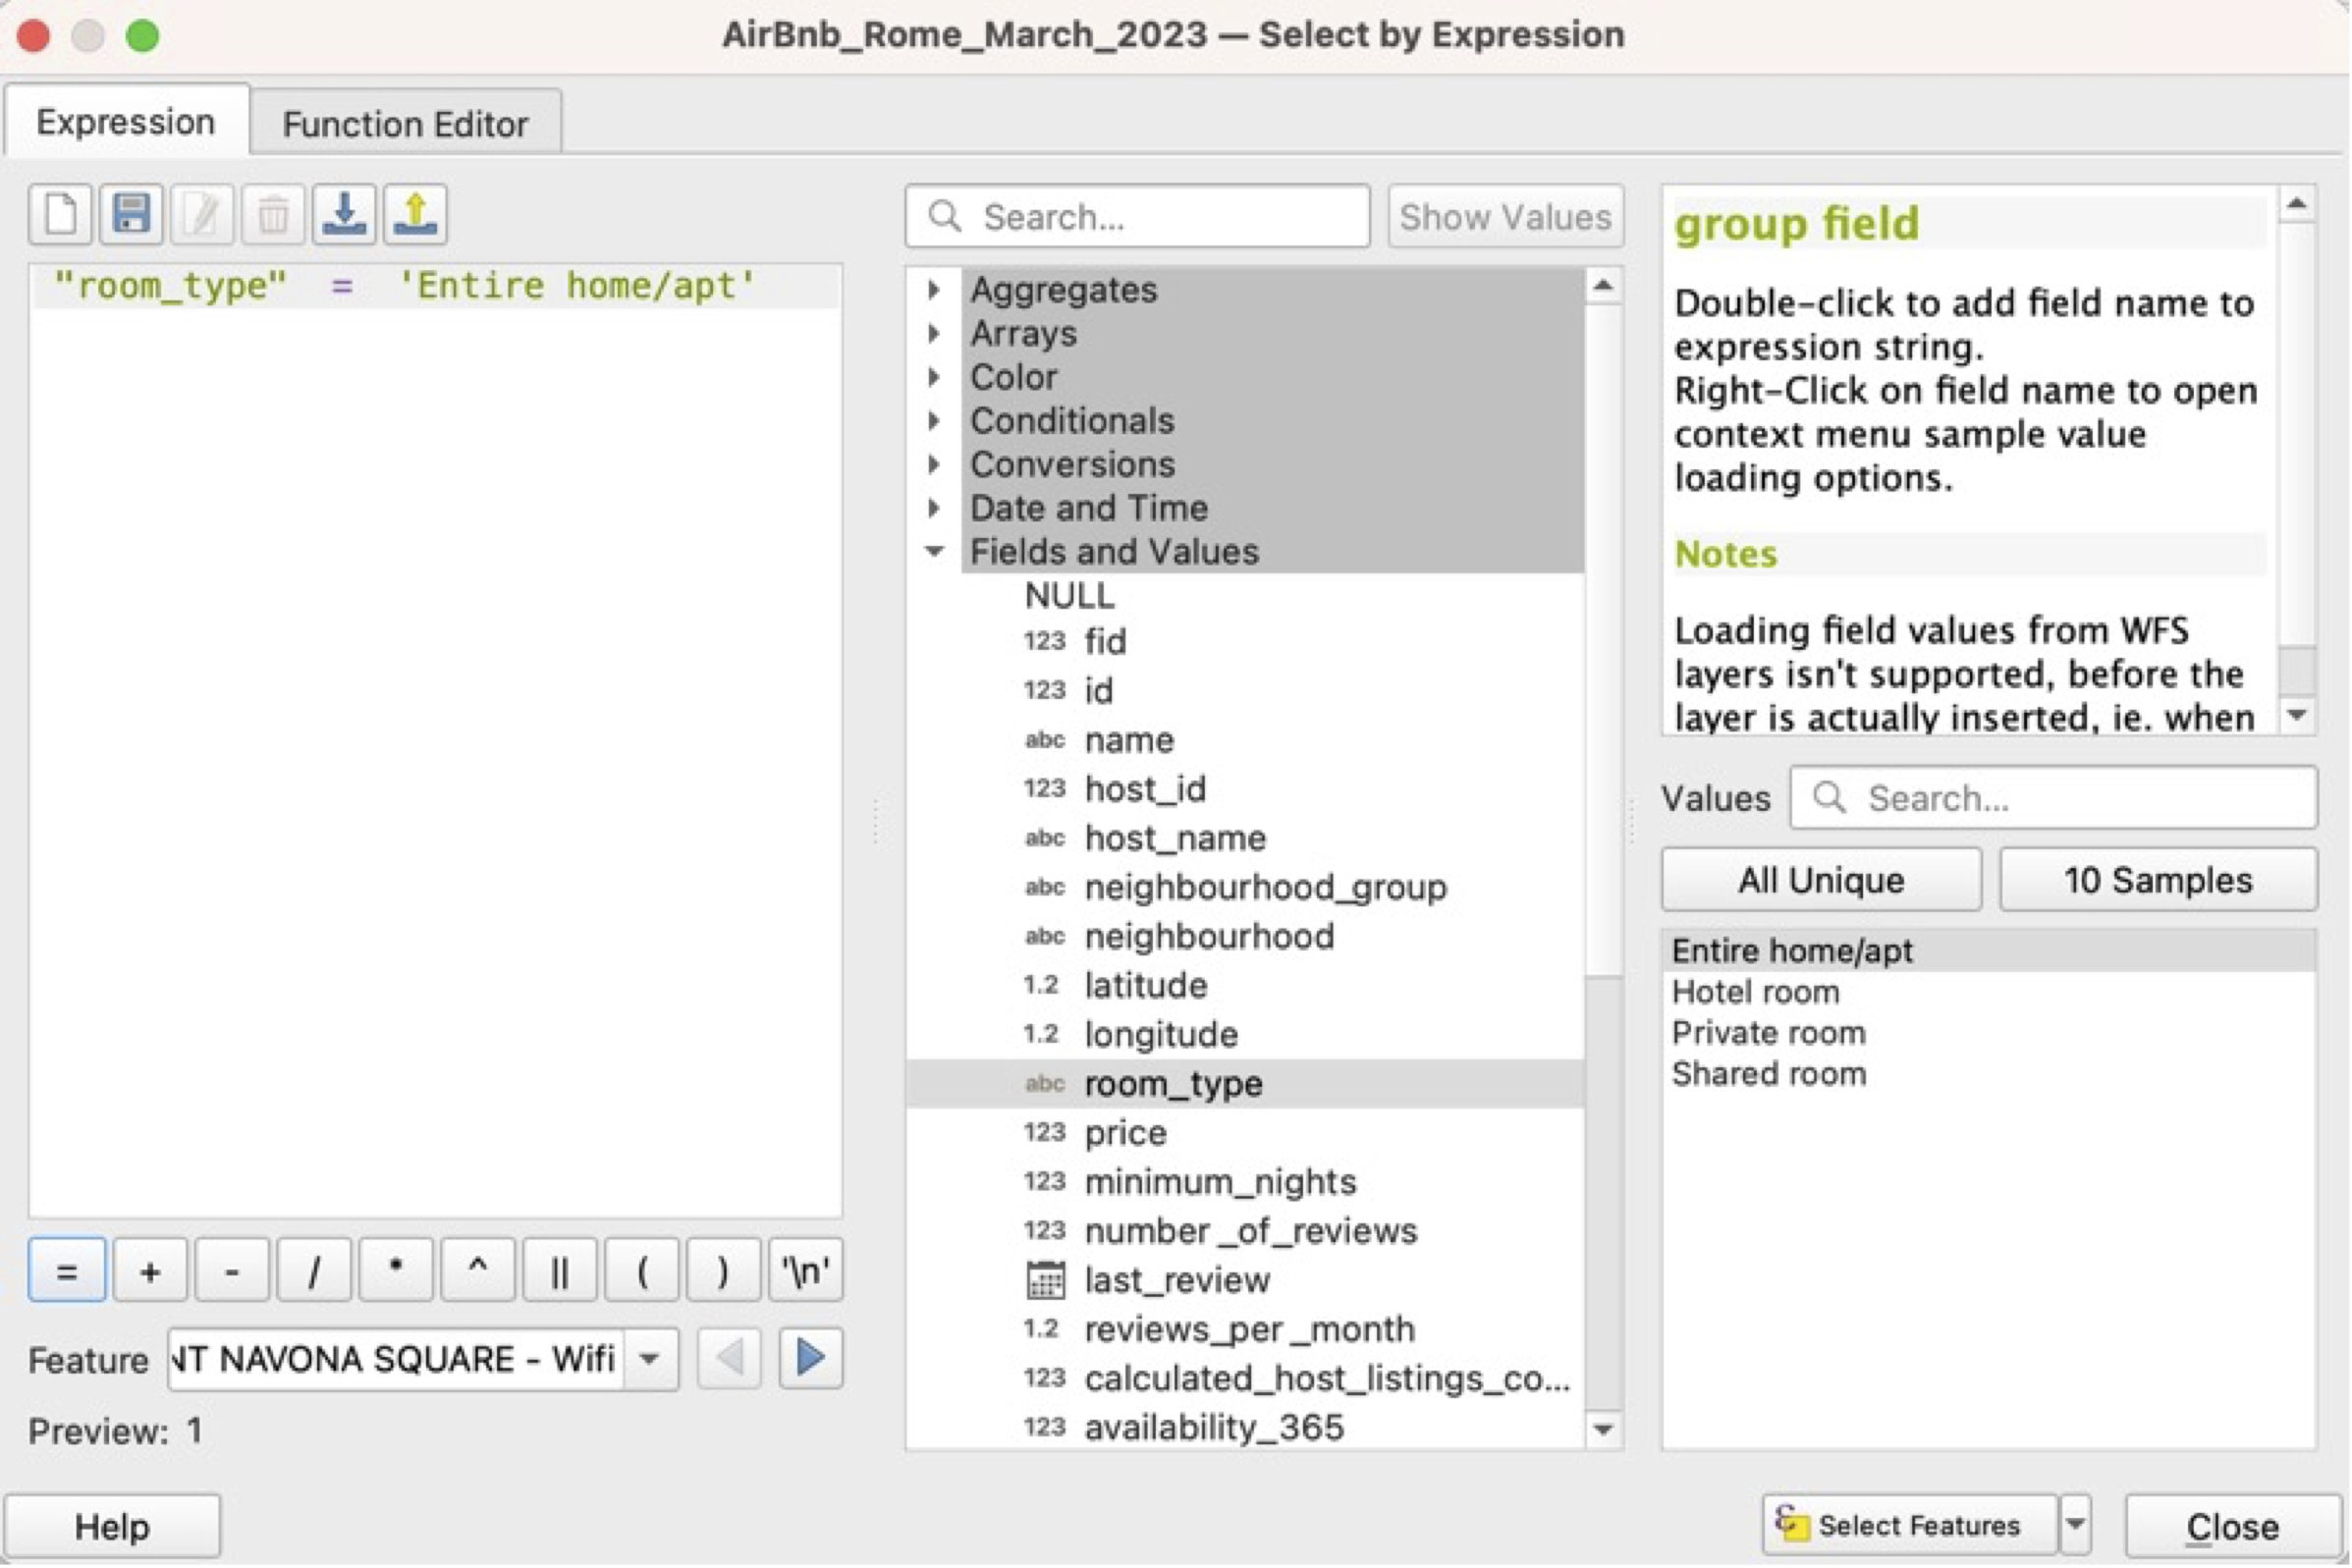 AirBnb_Rome_March_2023 — Select by Expression
Expression
Function Editor
"room_type" = 'Entire home/apt'
= + - / * ^ || ( ) '\n'
Feature
NT NAVONA SQUARE - Wifi
Preview: 1
Search...
Show Values
Aggregates
Arrays
Color
Conditionals
Conversions
Date and Time
Fields and Values
NULL
123 fid
123 id
abc name
123 host_id
abc host_name
abc neighbourhood_group
abc neighbourhood
1.2 latitude
1.2 longitude
abc room_type
123 price
123 minimum_nights
123 number_of_reviews
last_review
1.2 reviews_per_month
123 calculated_host_listings_co...
123 availability_365
group field
Double-click to add field name to
expression string.
Right-Click on field name to open
context menu sample value
loading options.
Notes
Loading field values from WFS
layers isn't supported, before the
layer is actually inserted, ie. when
Values
Search...
All Unique
10 Samples
Entire home/apt
Hotel room
Private room
Shared room
Help
Select Features
Close